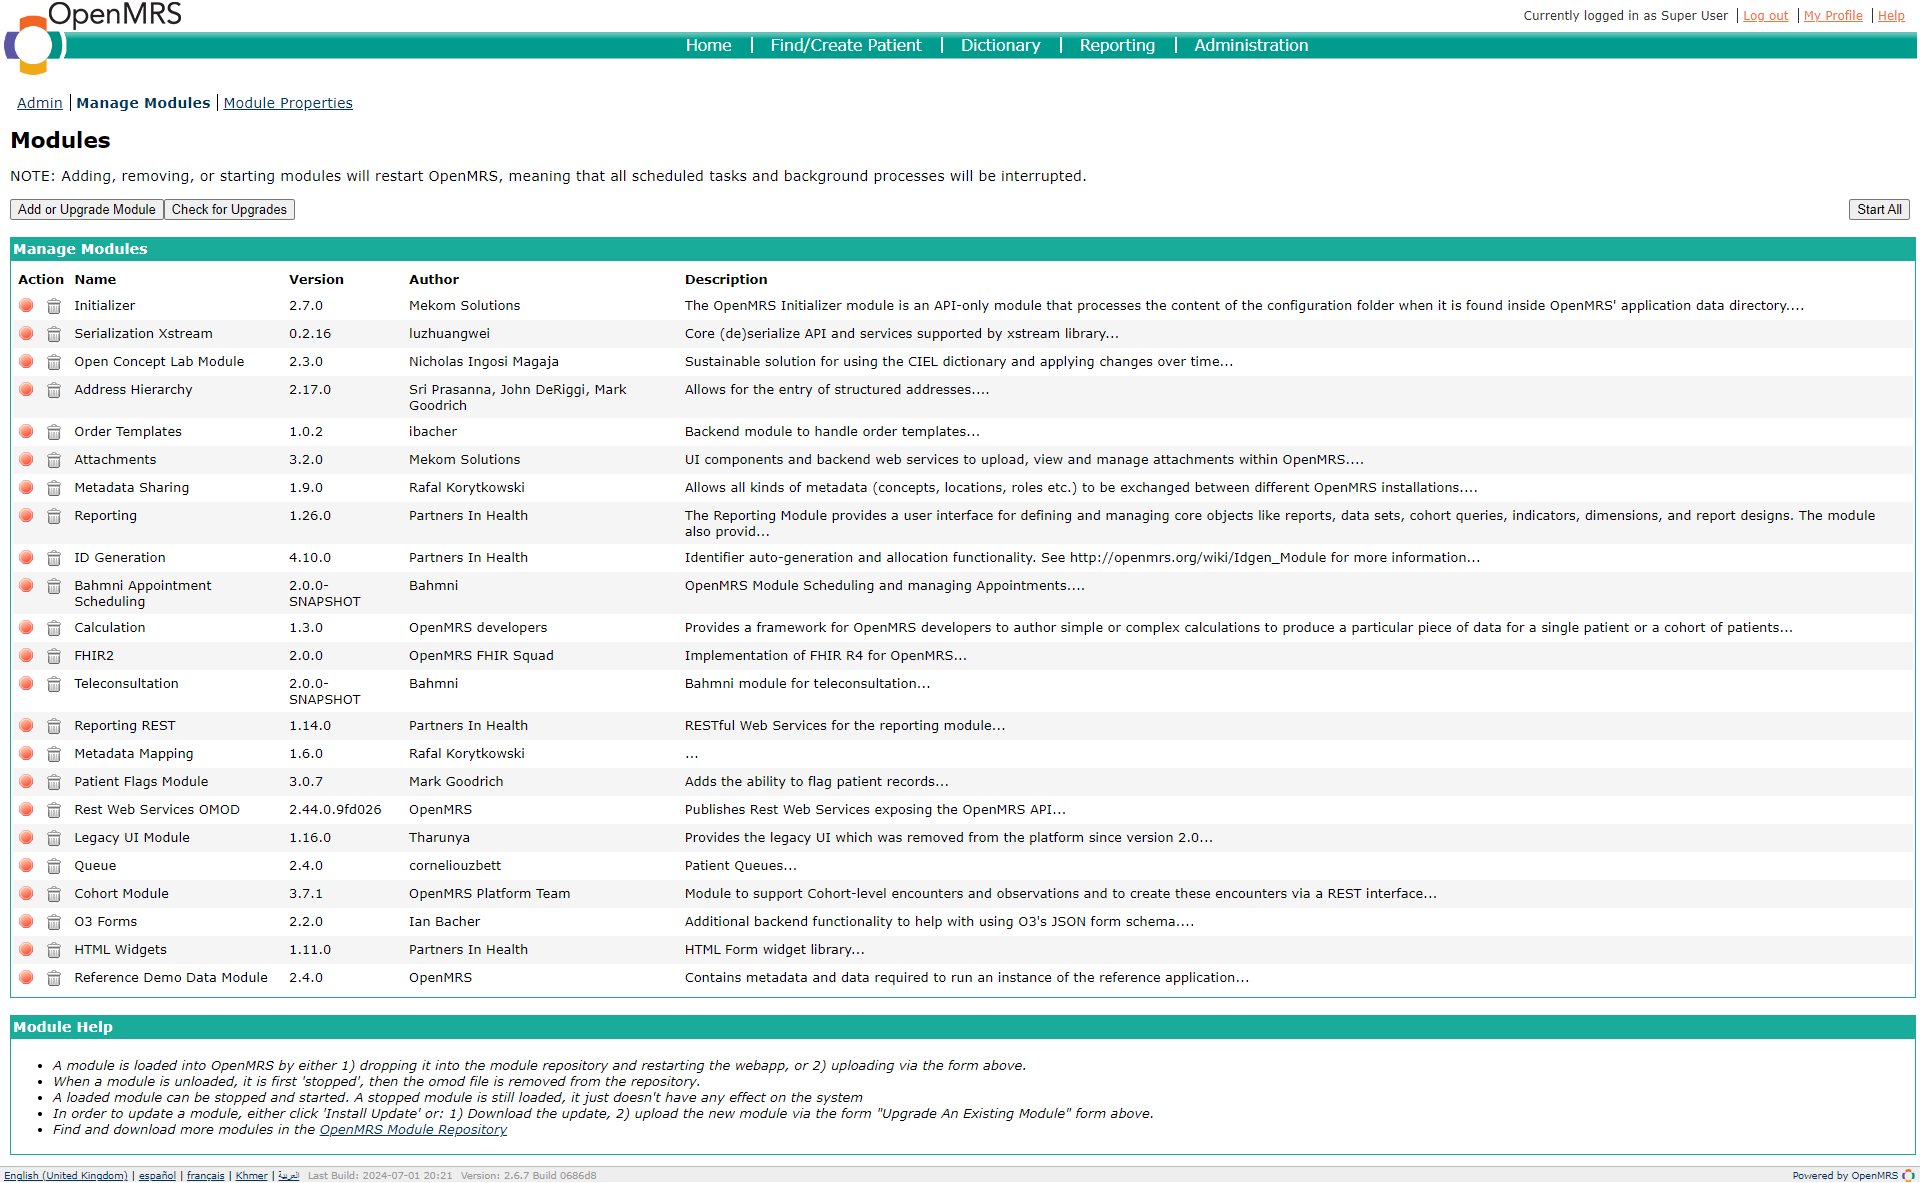 OpenMRS
Currently logged in as Super User | Log out | My Profile | Help
Home | Find/Create Patient | Dictionary | Reporting | Administration
Admin | Manage Modules | Module Properties
Modules
NOTE: Adding, removing, or starting modules will restart OpenMRS, meaning that all scheduled tasks and background processes will be interrupted.
Add or Upgrade Module Check for Upgrades Start All
Manage Modules
Action Name Version Author Description
Initializer 2.7.0 Mekom Solutions The OpenMRS Initializer module is an API-only module that processes the content of the configuration folder when it is found inside OpenMRS' application data directory....
Serialization Xstream 0.2.16 luzhuangwei Core (de)serialize API and services supported by xstream library...
Open Concept Lab Module 2.3.0 Nicholas Ingosi Magaja Sustainable solution for using the CIEL dictionary and applying changes over time...
Address Hierarchy 2.17.0 Sri Prasanna, John DeRiggi, Mark Allows for the entry of structured addresses....
Goodrich
Order Templates 1.0.2 ibacher Backend module to handle order templates...
Attachments 3.2.0 Mekom Solutions UI components and backend web services to upload, view and manage attachments within OpenMRS....
Metadata Sharing 1.9.0 Rafal Korytkowski Allows all kinds of metadata (concepts, locations, roles etc.) to be exchanged between different OpenMRS installations....
Reporting 1.26.0 Partners In Health The Reporting Module provides a user interface for defining and managing core objects like reports, data sets, cohort queries, indicators, dimensions, and report designs. The module
also provid...
ID Generation 4.10.0 Partners In Health Identifier auto-generation and allocation functionality. See http://openmrs.org/wiki/Idgen_Module for more information...
Bahmni Appointment 2.0.0- Bahmni OpenMRS Module Scheduling and managing Appointments....
Scheduling SNAPSHOT
Calculation 1.3.0 OpenMRS developers Provides a framework for OpenMRS developers to author simple or complex calculations to produce a particular piece of data for a single patient or a cohort of patients...
FHIR2 2.0.0 OpenMRS FHIR Squad Implementation of FHIR R4 for OpenMRS...
Teleconsultation 2.0.0- Bahmni Bahmni module for teleconsultation...
SNAPSHOT
Reporting REST 1.14.0 Partners In Health RESTful Web Services for the reporting module...
Metadata Mapping 1.6.0 Rafal Korytkowski ...
Patient Flags Module 3.0.7 Mark Goodrich Adds the ability to flag patient records...
Rest Web Services OMOD 2.44.0.9fd026 OpenMRS Publishes Rest Web Services exposing the OpenMRS API...
Legacy UI Module 1.16.0 Tharunya Provides the legacy UI which was removed from the platform since version 2.0...
Queue 2.4.0 corneliouzbett Patient Queues...
Cohort Module 3.7.1 OpenMRS Platform Team Module to support Cohort-level encounters and observations and to create these encounters via a REST interface...
O3 Forms 2.2.0 Ian Bacher Additional backend functionality to help with using O3's JSON form schema....
HTML Widgets 1.11.0 Partners In Health HTML Form widget library...
Reference Demo Data Module 2.4.0 OpenMRS Contains metadata and data required to run an instance of the reference application...
Module Help
• A module is loaded into OpenMRS by either 1) dropping it into the module repository and restarting the webapp, or 2) uploading via the form above.
• When a module is unloaded, it is first 'stopped', then the omod file is removed from the repository.
• A loaded module can be stopped and started. A stopped module is still loaded, it just doesn't have any effect on the system
• In order to update a module, either click 'Install Update' or: 1) Download the update, 2) upload the new module via the form "Upgrade An Existing Module" form above.
• Find and download more modules in the OpenMRS Module Repository
English (United Kingdom) | español | français | Khmer | العربية Last Build: 2024-07-01 20:21 Version: 2.6.7 Build 0686d8 Powered by OpenMRS